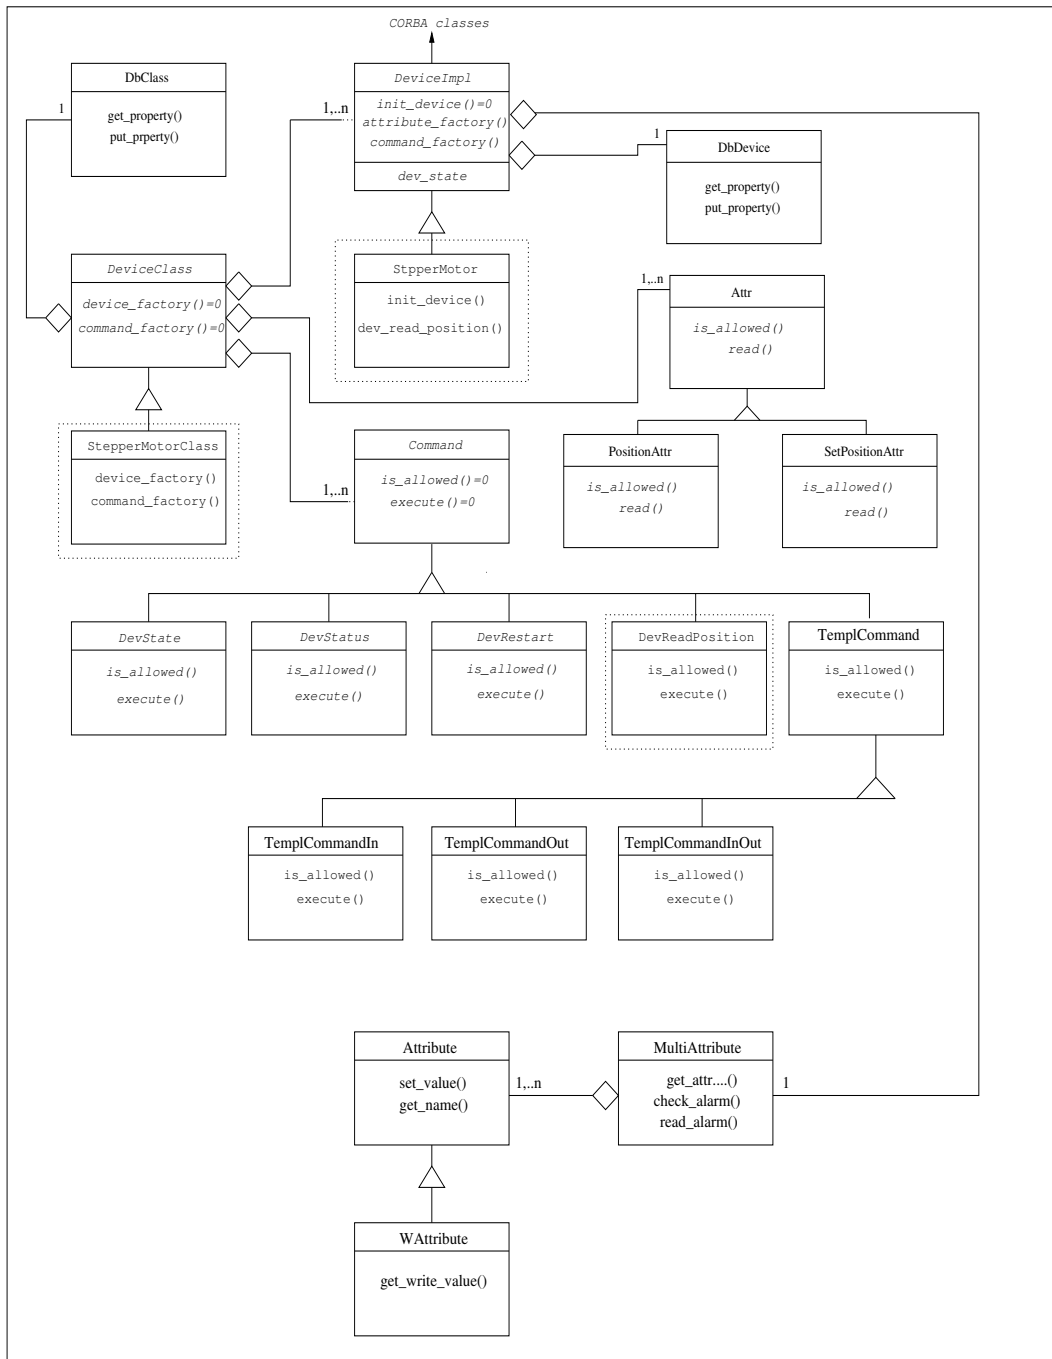 CORBA classes
DbClass
get_property()
put_prperty()
1
DeviceImpl
init_device()=0
attribute_factory()
command_factory()
dev_state
1,..n
1
DbDevice
get_property()
put_property()
DeviceClass
device_factory()=0
command_factory()=0
StpperMotor
init_device()
dev_read_position()
1,..n
Attr
is_allowed()
read()
StepperMotorClass
device_factory()
command_factory()
Command
is_allowed()=0
execute()=0
1,..n
PositionAttr
is_allowed()
read()
SetPositionAttr
is_allowed()
read()
DevState
is_allowed()
execute()
DevStatus
is_allowed()
execute()
DevRestart
is_allowed()
execute()
DevReadPosition
is_allowed()
execute()
TemplCommand
is_allowed()
execute()
TemplCommandIn
is_allowed()
execute()
TemplCommandOut
is_allowed()
execute()
TemplCommandInOut
is_allowed()
execute()
Attribute
set_value()
get_name()
1,..n
MultiAttribute
get_attr....()
check_alarm()
read_alarm()
1
WAttribute
get_write_value()